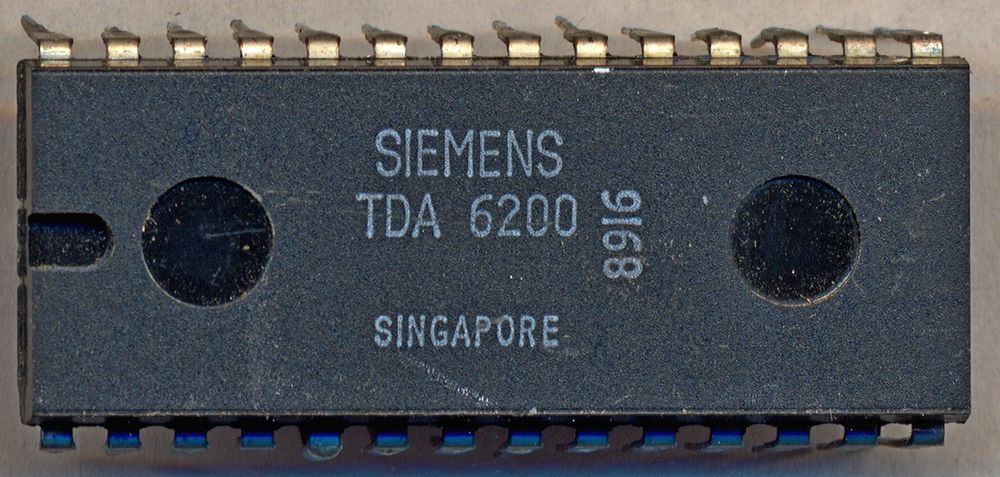 SIEMENS
TDA 6200
8916
SINGAPORE